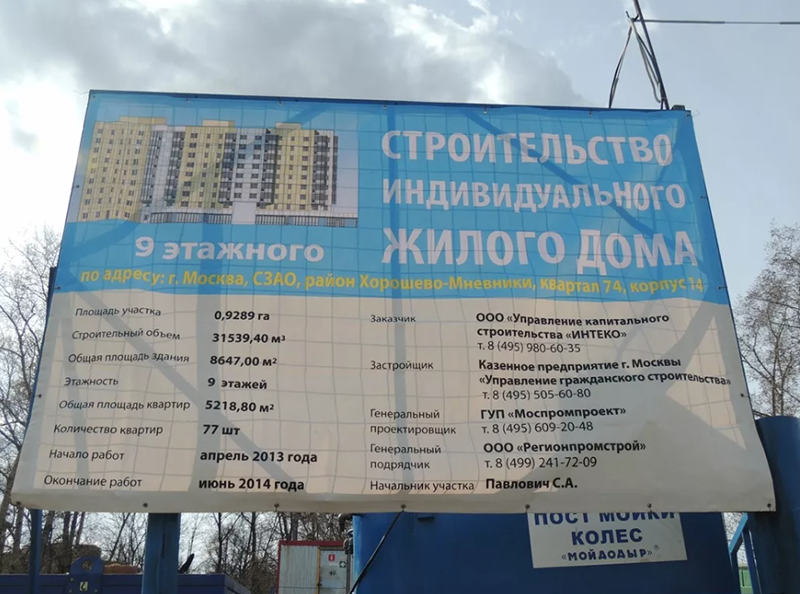 СТРОИТЕЛЬСТВО
ИНДИВИДУАЛЬНОГО
9 этажного ЖИЛОГО ДОМА
по адресу: г. Москва, СЗАО, район Хорошево-Мневники, квартал 74, корпус 14
Площадь участка 0,9289 га
Строительный объем 31539,40 м³
Общая площадь здания 8647,00 м²
Этажность 9 этажей
Общая площадь квартир 5218,80 м²
Количество квартир 77 шт
Начало работ апрель 2013 года
Окончание работ июнь 2014 года
Заказчик ООО «Управление капитального
строительства «ИНТЕКО»
т. 8 (495) 980-60-35
Застройщик Казенное предприятие г. Москвы
«Управление гражданского строительства»
т. 8 (495) 505-60-80
Генеральный ГУП «Моспромпроект»
проектировщик т. 8 (495) 609-20-48
Генеральный ООО «Регионпромстрой»
подрядчик т. 8 (499) 241-72-09
Начальник участка Павлович С.А.
ПОСТ МОЙКИ
КОЛЕС
«МОЙДОДЫР»